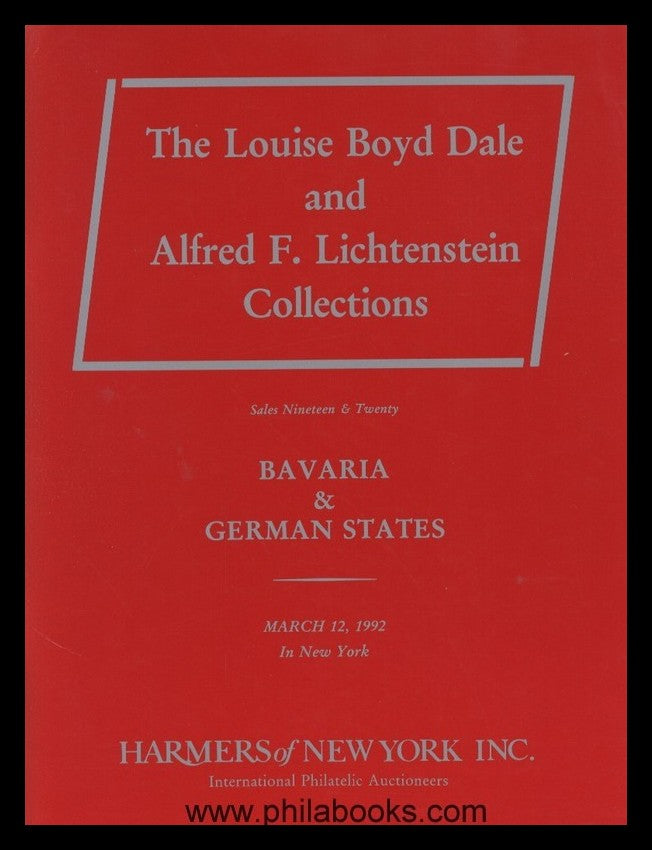 The Louise Boyd Dale
and
Alfred F. Lichtenstein
Collections
Sales Nineteen & Twenty
BAVARIA
&
GERMAN STATES
MARCH 12, 1992
In New York
HARMERS of NEW YORK INC.
International Philatelic Auctioneers
www.philabooks.com